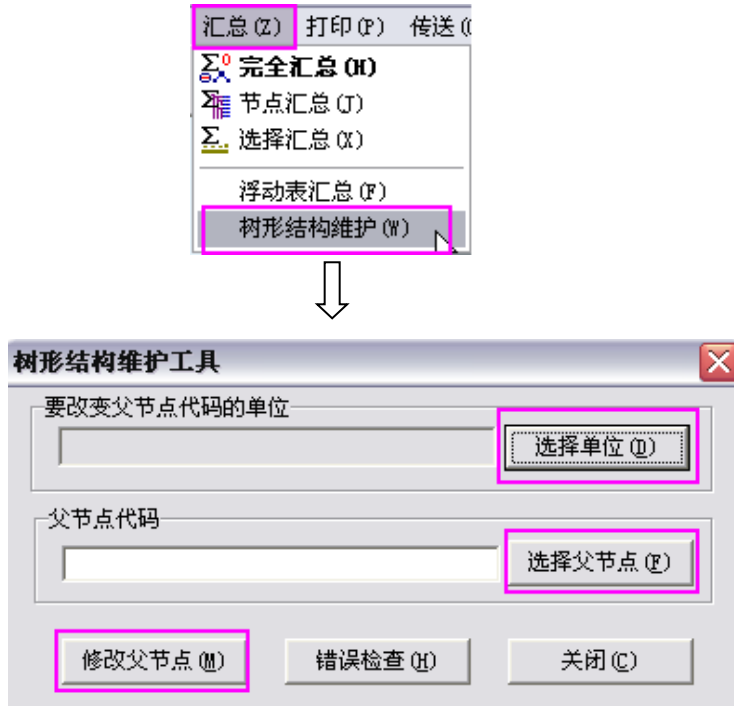 汇总(Z) 打印(P) 传送(
完全汇总(H)
节点汇总(J)
选择汇总(X)
浮动表汇总(F)
树形结构维护(W)
树形结构维护工具
要改变父节点代码的单位
选择单位(D)
父节点代码
选择父节点(F)
修改父节点(M) 错误检查(H) 关闭(C)